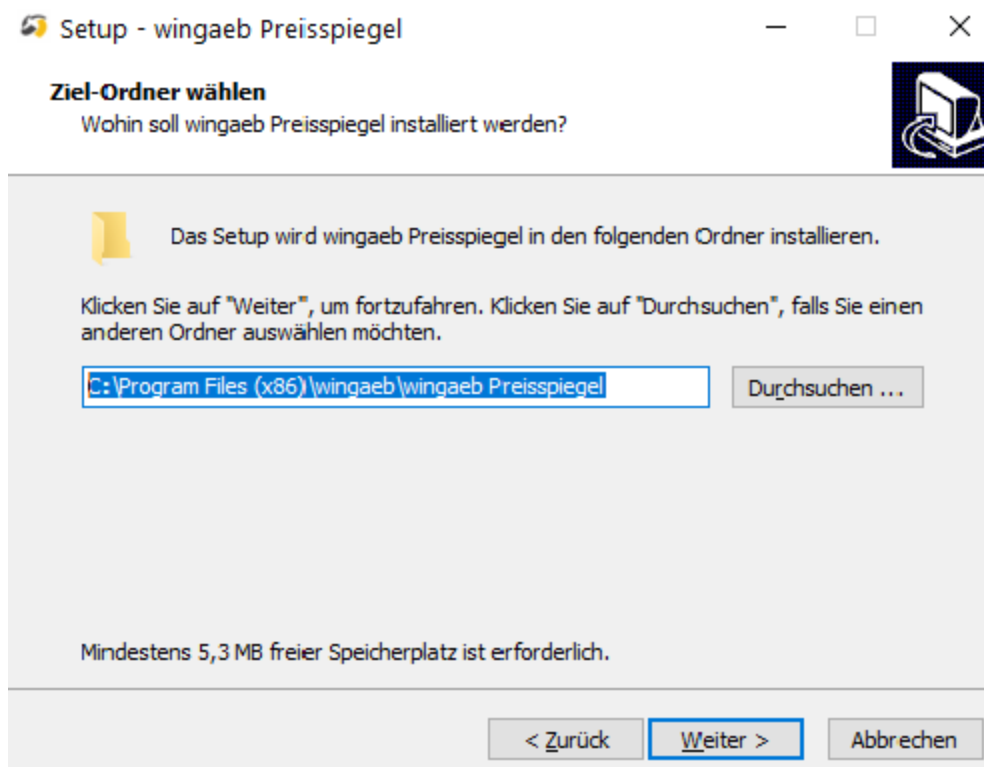 Setup - wingaeb Preisspiegel
Ziel-Ordner wählen
Wohin soll wingaeb Preisspiegel installiert werden?
Das Setup wird wingaeb Preisspiegel in den folgenden Ordner installieren.
Klicken Sie auf "Weiter", um fortzufahren. Klicken Sie auf "Durchsuchen", falls Sie einen
anderen Ordner auswählen möchten.
C:\Program Files (x86)\wingaeb\wingaeb Preisspiegel
Durchsuchen ...
Mindestens 5,3 MB freier Speicherplatz ist erforderlich.
< Zurück
Weiter >
Abbrechen